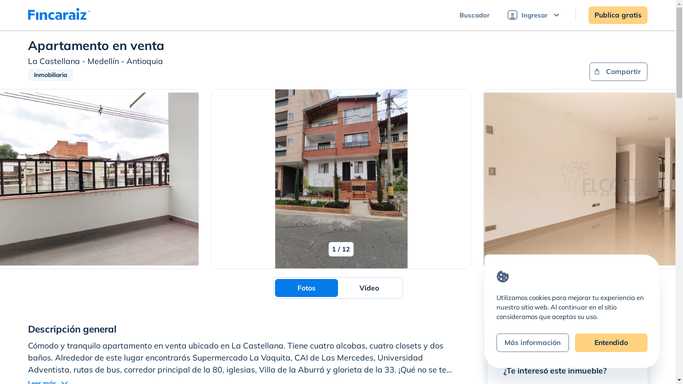 Fincaraiz
Buscador
Ingresar
Publica gratis
Apartamento en venta
La Castellana - Medellín - Antioquia
Inmobiliaria
Compartir
1 / 12
Fotos
Video
Descripción general
Cómodo y tranquilo apartamento en venta ubicado en La Castellana. Tiene cuatro alcobas, cuatro closets y dos
baños. Alrededor de este lugar encontrarás Supermercado La Vaquita, CAI de Las Mercedes, Universidad
Adventista, rutas de bus, corredor principal de la 80, iglesias, Villa de la Aburrá y glorieta de la 33. ¡Qué no se te...
Leer más
Utilizamos cookies para mejorar tu experiencia en
nuestro sitio web. Al continuar en el sitio
consideramos que aceptas su uso.
Más información
Entendido
¿Te interesó este inmueble?